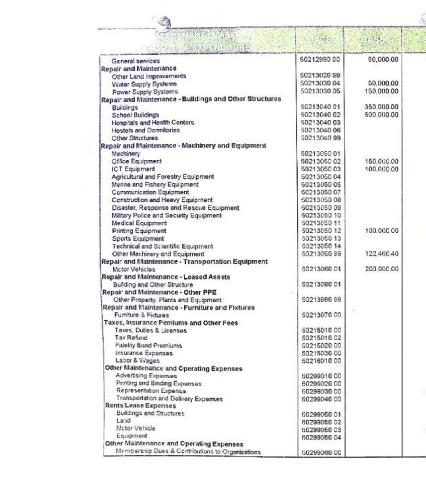 OF EXPENDITURE
General services 50212990 00 50,000.00
Repair and Maintenance
Other Land Improvements 50213020 99
Water Supply Systems 50213030 04 50,000.00
Power Supply Systems 50213030 05 150,000.00
Repair and Maintenance - Buildings and Other Structures
Buildings 50213040 01 350,000.00
School Buildings 50213040 02 500,000.00
Hospitals and Health Centers 50213040 03
Hostels and Dormitories 50213040 06
Other Structures 50213040 99
Repair and Maintenance - Machinery and Equipment
Machinery 50213050 01
Office Equipment 50213050 02 150,000.00
ICT Equipment 50213050 03 100,000.00
Agricultural and Forestry Equipment 50213050 04
Marine and Fishery Equipment 50213050 05
Communication Equipment 50213050 07
Construction and Heavy Equipment 50213050 08
Disaster, Response and Rescue Equipment 50213050 09
Military Police and Security Equipment 50213050 10
Medical Equipment 50213050 11
Printing Equipment 50213050 12 100,000.00
Sports Equipment 50213050 13
Technical and Scientific Equipment 50213050 14
Other Machinery and Equipment 50213050 99 122,460.40
Repair and Maintenance - Transportation Equipment
Motor Vehicles 50213060 01 200,000.00
Repair and Maintenance - Leased Assets
Building and Other Structure 50213080 01
Repair and Maintenance - Other PPE
Other Property, Plants and Equipment 50213990 99
Repair and Maintenance - Furniture and Fixtures
Furniture & Fixtures 50213070 00
Taxes, Insurance Pemiums and Other Fees
Taxes, Duties & Licenses 50215010 00
Tax Refund 50215010 02
Fidelity Bond Premiums 50215020 00
Insurance Expenses 50215030 00
Labor & Wages 50216010 00
Other Maintenance and Operating Expenses
Advertising Expenses 50299010 00
Printing and Binding Expenses 50299020 00
Representation Expense 50299030 00
Transportation and Delivery Expenses 50299040 00
Rents/Lease Expenses
Buildings and Structures 50299050 01
Land 50299050 02
Motor Vehicle 50299050 03
Equipment 50299050 04
Other Maintenance and Operating Expenses
Membership Dues & Contributions to Organizations 50299060 00